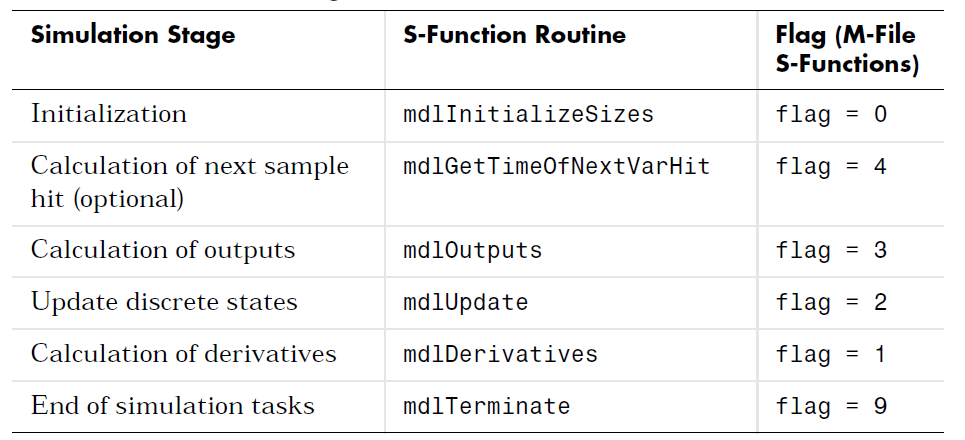 Simulation Stage S-Function Routine Flag (M-File
S-Functions)
Initialization mdlInitializeSizes flag = 0
Calculation of next sample mdlGetTimeOfNextVarHit flag = 4
hit (optional)
Calculation of outputs mdlOutputs flag = 3
Update discrete states mdlUpdate flag = 2
Calculation of derivatives mdlDerivatives flag = 1
End of simulation tasks mdlTerminate flag = 9